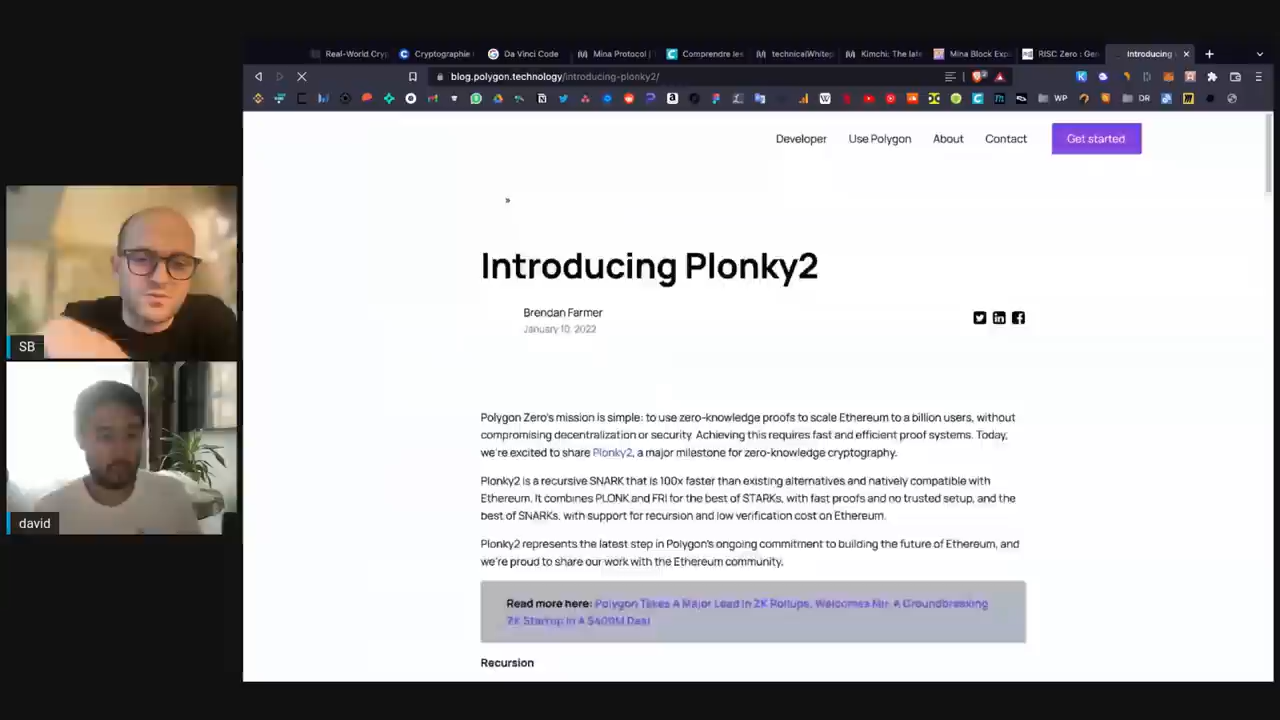 Real-World Cry
Cryptographie
Da Vinci Code
Mina Protocol |
Comprendre les
technicalWhitep
Kimchi: The late
Mina Block Exp
RISC Zero : Ge
Introducing
blog.polygon.technology/introducing-plonky2/
WP
DR
Developer
Use Polygon
About
Contact
Get started
»
Introducing Plonky2
Brendan Farmer
January 10, 2022
Polygon Zero's mission is simple: to use zero-knowledge proofs to scale Ethereum to a billion users, without
compromising decentralization or security. Achieving this requires fast and efficient proof systems. Today,
we're excited to share Plonky2, a major milestone for zero-knowledge cryptography.
Plonky2 is a recursive SNARK that is 100x faster than existing alternatives and natively compatible with
Ethereum. It combines PLONK and FRI for the best of STARKs, with fast proofs and no trusted setup, and the
best of SNARKs, with support for recursion and low verification cost on Ethereum.
Plonky2 represents the latest step in Polygon's ongoing commitment to building the future of Ethereum, and
we're proud to share our work with the Ethereum community.
Read more here: Polygon Takes A Major Lead In ZK Rollups, Welcomes Mir, A Groundbreaking
ZK Startup In A $400M Deal
Recursion
SB
david